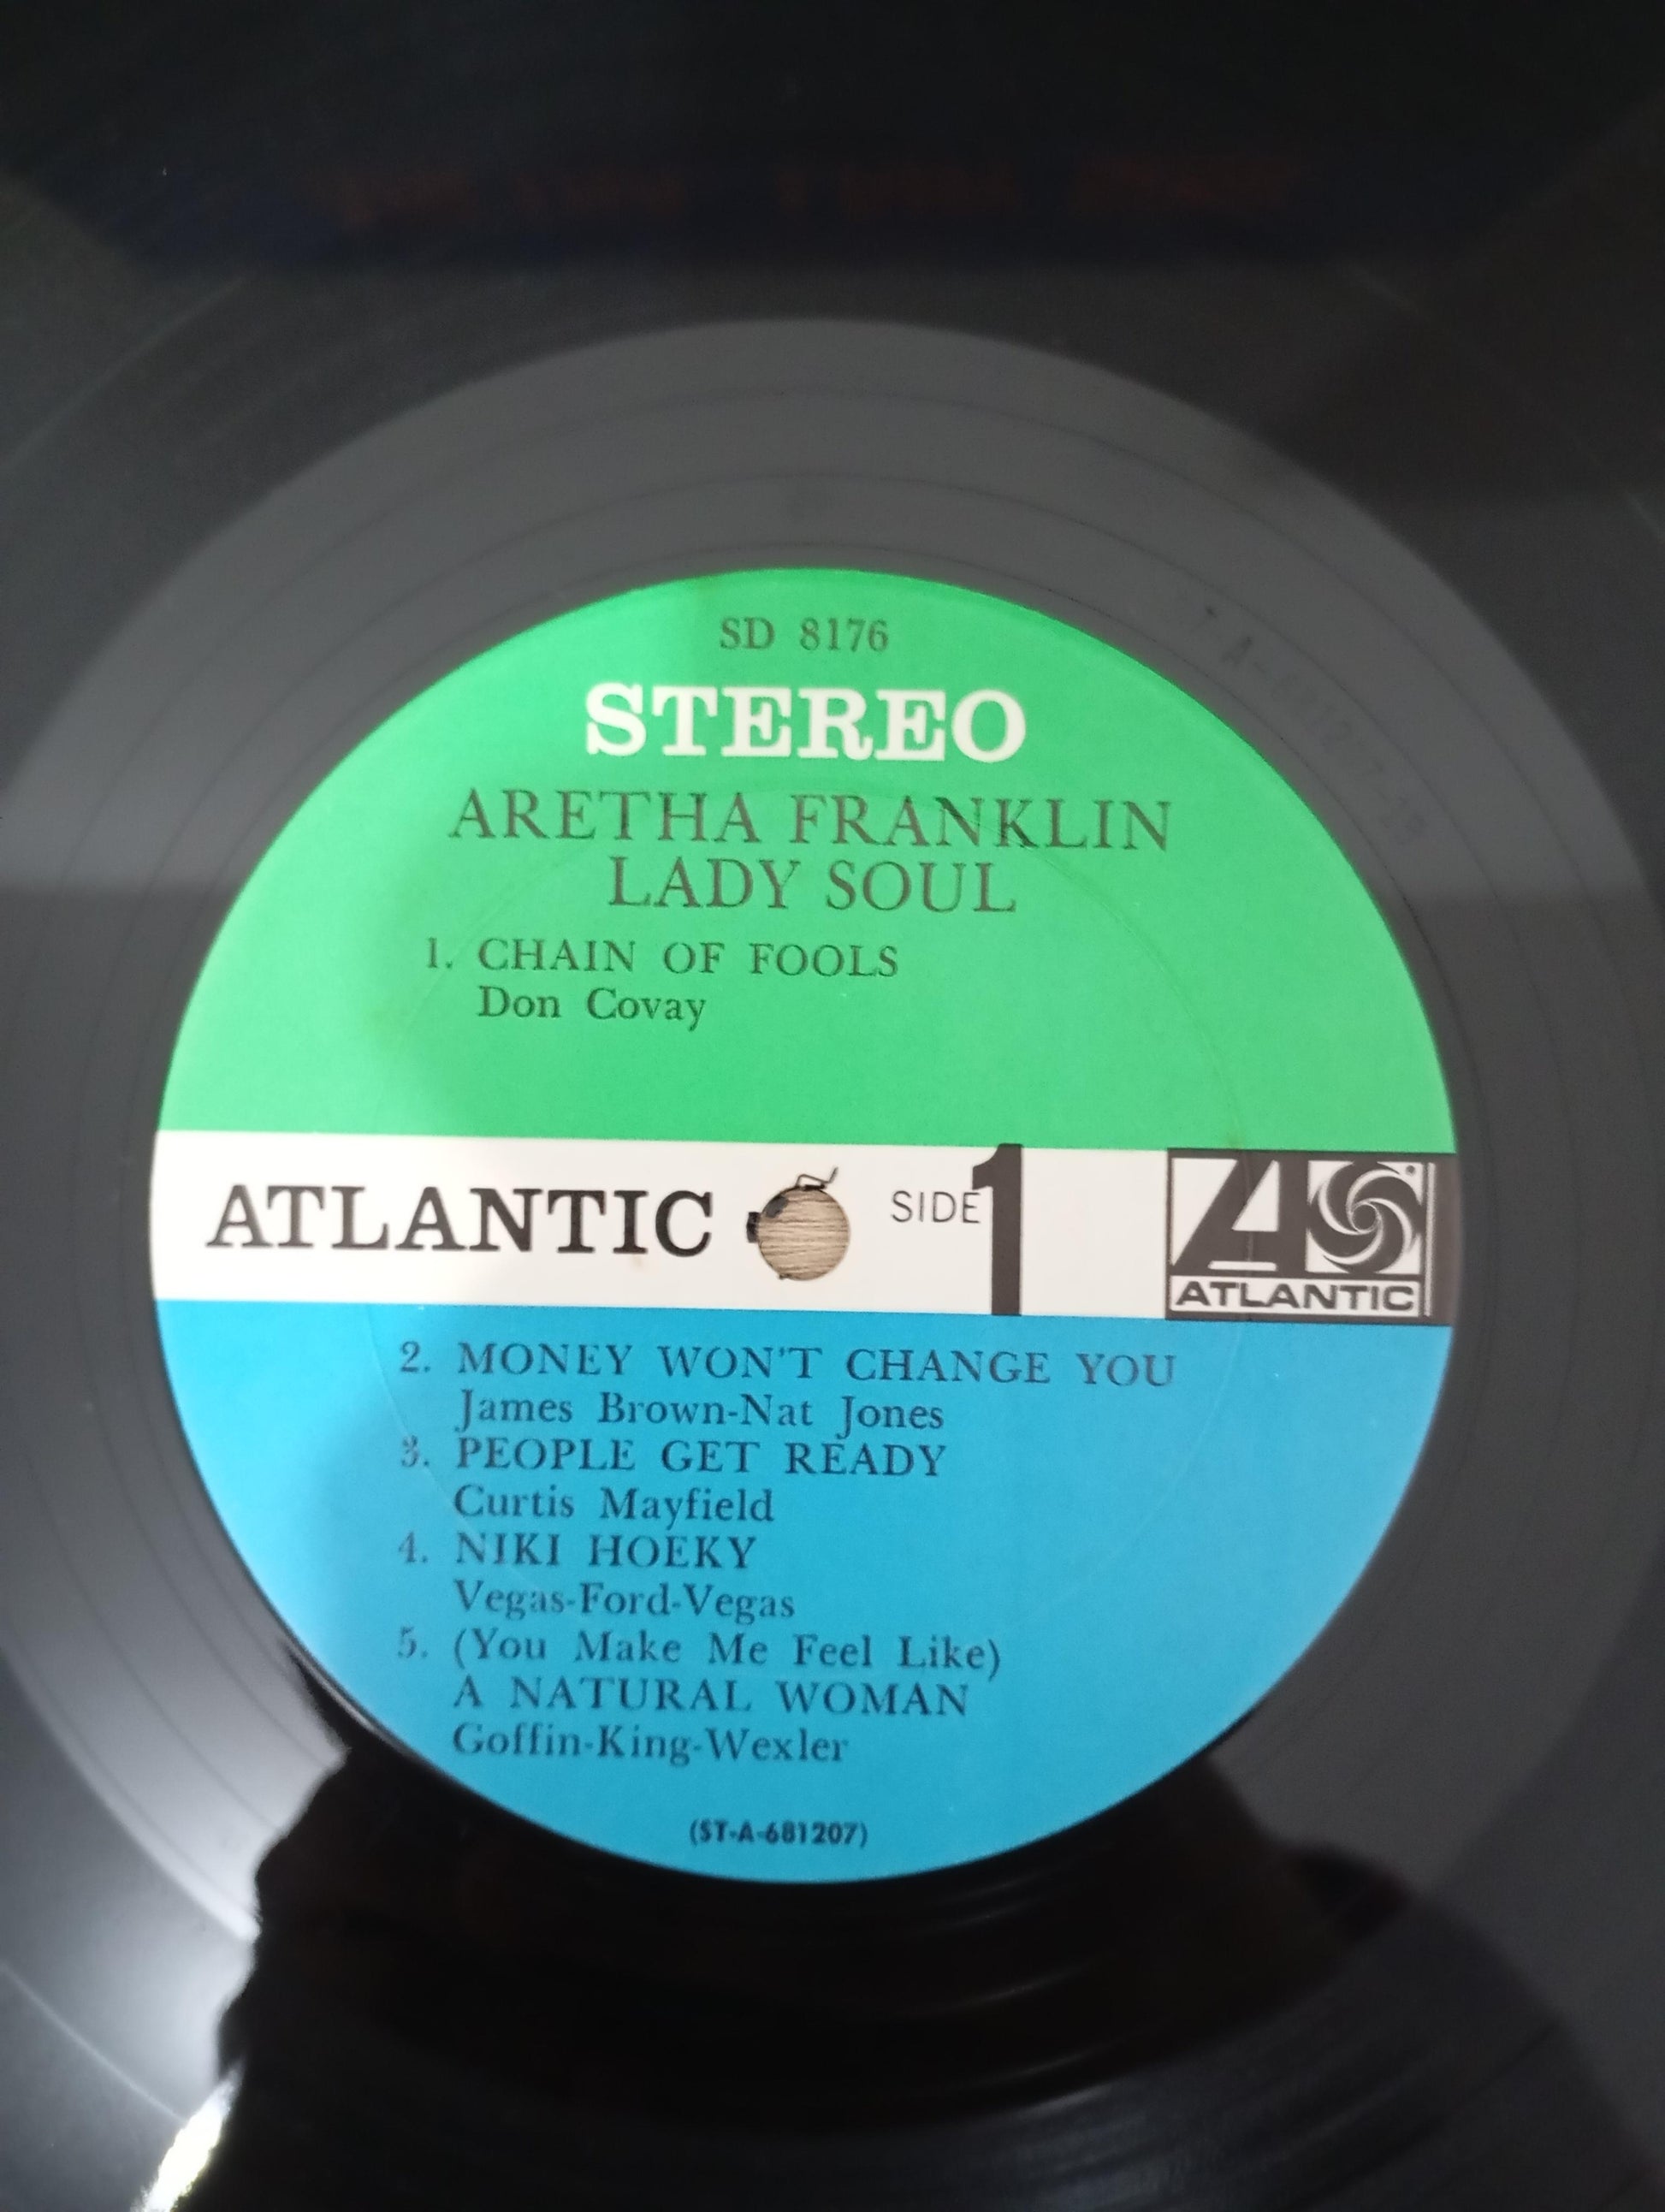 SD 8176
STEREO
ARETHA FRANKLIN
LADY SOUL
1. CHAIN OF FOOLS
Don Covay
ATLANTIC
SIDE 1
ATLANTIC
2. MONEY WON'T CHANGE YOU
James Brown-Nat Jones
3. PEOPLE GET READY
Curtis Mayfield
4. NIKI HOEKY
Vegas-Ford-Vegas
5. (You Make Me Feel Like)
A NATURAL WOMAN
Goffin-King-Wexler
(ST-A-681207)